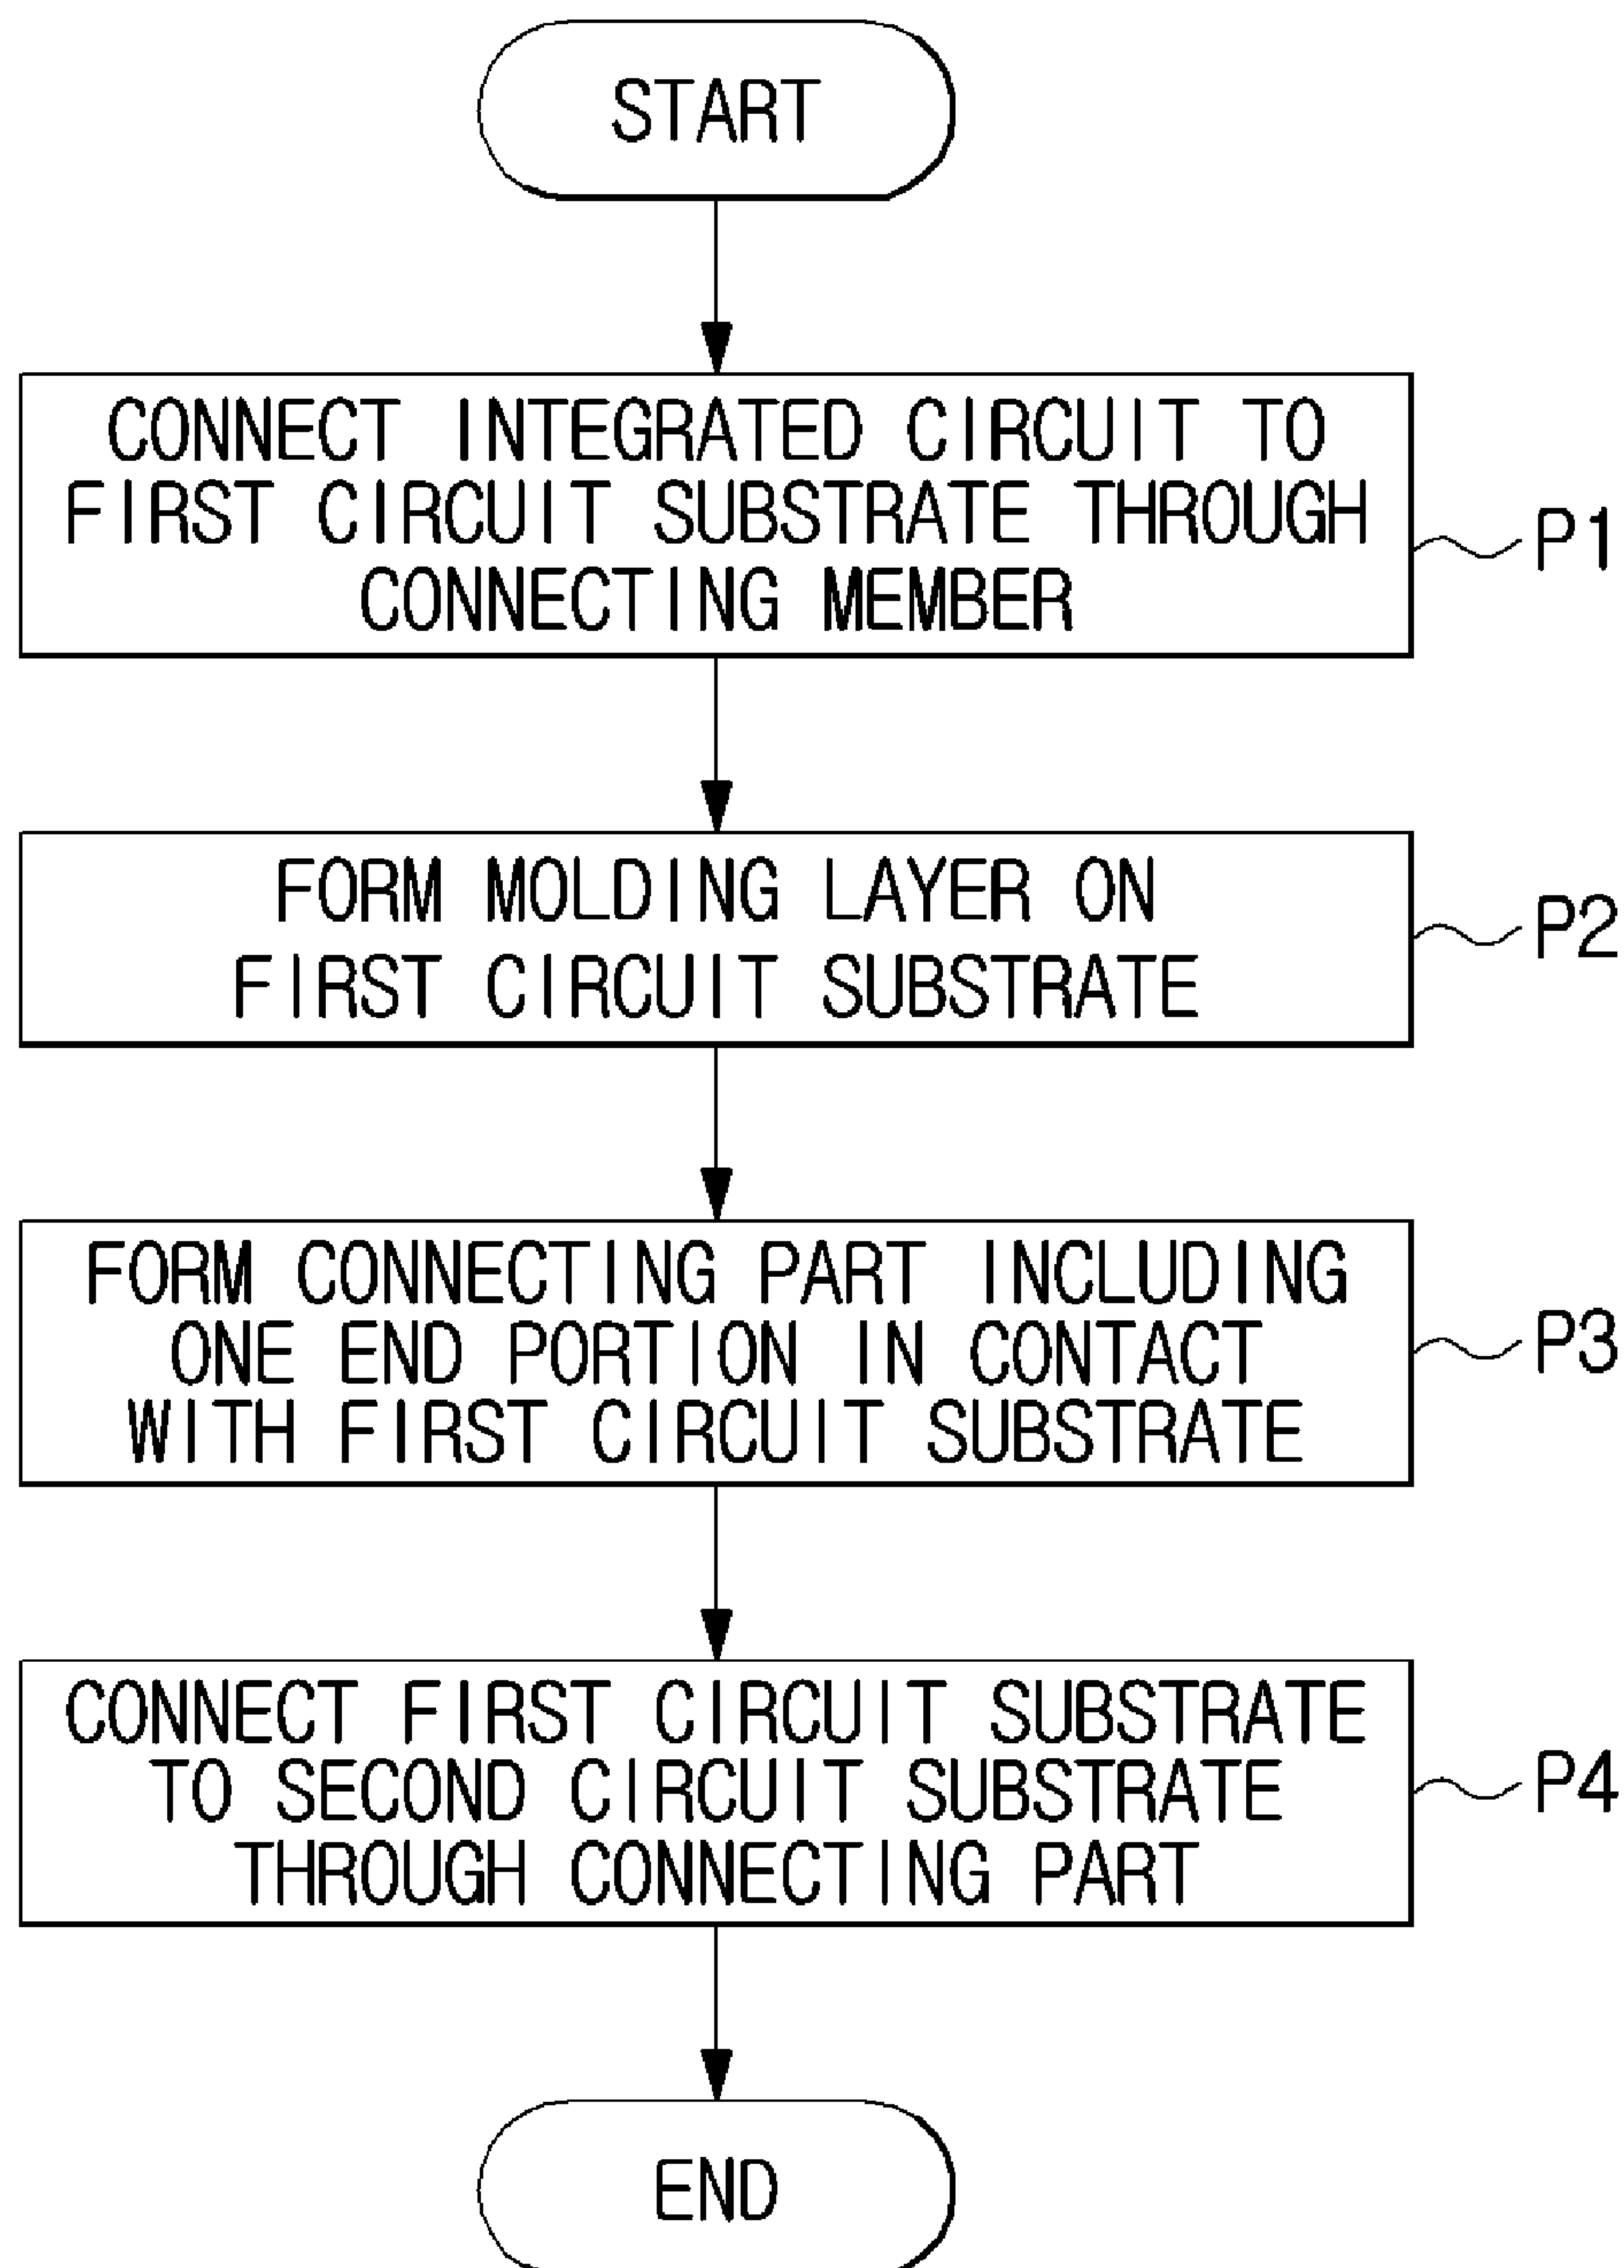 START
CONNECT INTEGRATED CIRCUIT TO
FIRST CIRCUIT SUBSTRATE THROUGH
CONNECTING MEMBER
P1
FORM MOLDING LAYER ON
FIRST CIRCUIT SUBSTRATE
P2
FORM CONNECTING PART INCLUDING
ONE END PORTION IN CONTACT
WITH FIRST CIRCUIT SUBSTRATE
P3
CONNECT FIRST CIRCUIT SUBSTRATE
TO SECOND CIRCUIT SUBSTRATE
THROUGH CONNECTING PART
P4
END